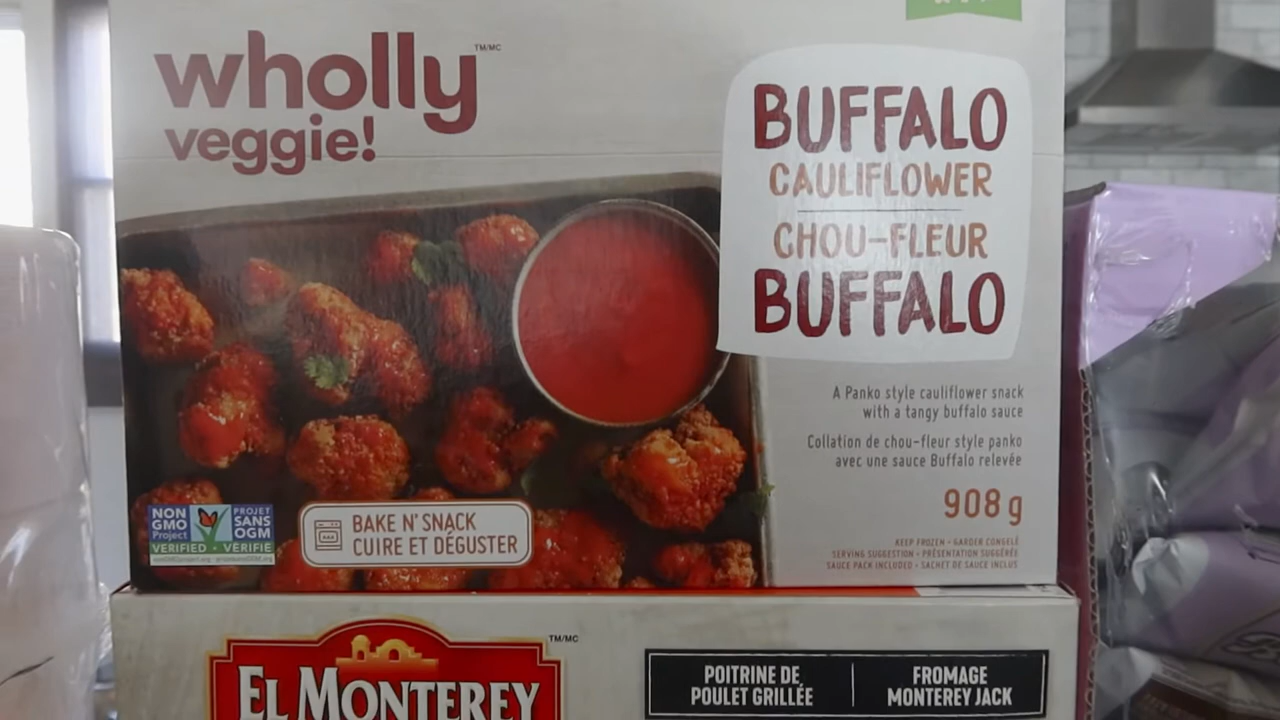 wholly TM/MC
veggie!
BUFFALO
CAULIFLOWER
CHOU-FLEUR
BUFFALO
A Panko style cauliflower snack
with a tangy buffalo sauce
Collation de chou-fleur style panko
avec une sauce Buffalo relevée
908 g
NON
GMO
Project
PROJET
SANS
OGM
VERIFIED • VÉRIFIÉ
BAKE N' SNACK
CUIRE ET DÉGUSTER
KEEP FROZEN • GARDER CONGELÉ
SERVING SUGGESTION • PRÉSENTATION SUGGÉRÉE
SAUCE PACK INCLUDED • SACHET DE SAUCE INCLUS
EL MONTEREY TM/MC
POITRINE DE
POULET GRILLÉE
FROMAGE
MONTEREY JACK